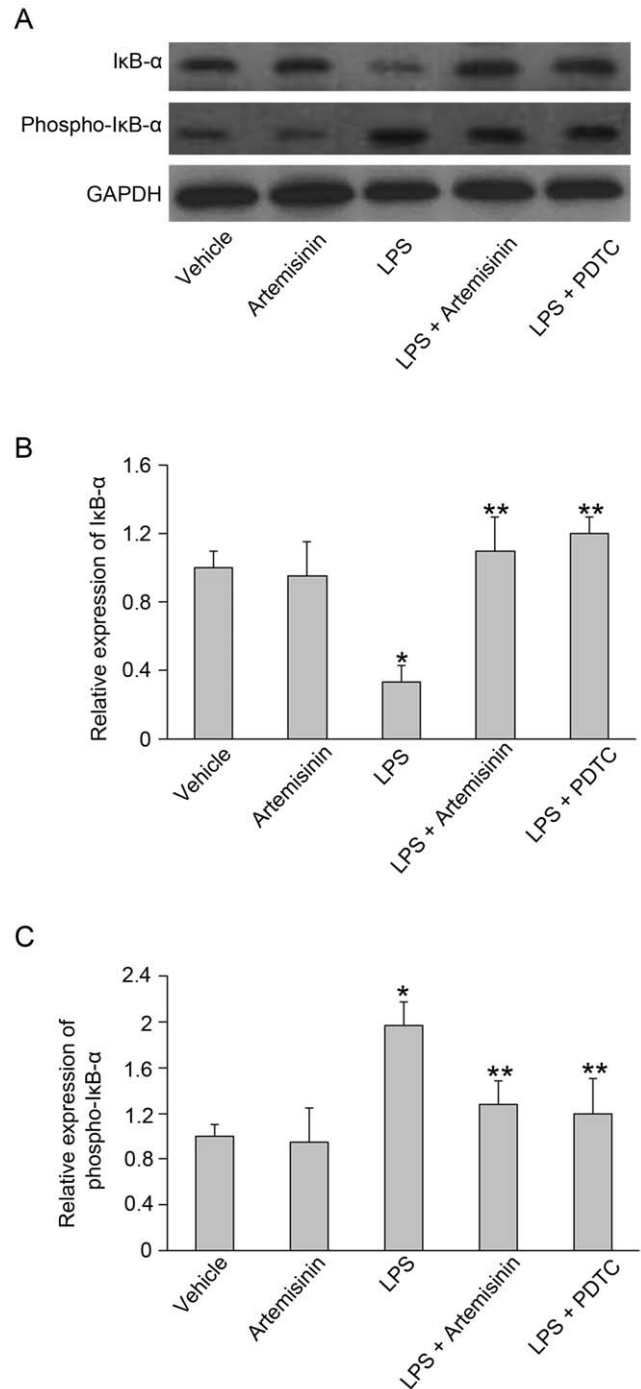 A
IκB-α
Phospho-IκB-α
GAPDH
Vehicle
Artemisinin
LPS
LPS + Artemisinin
LPS + PDTC
B
Relative expression of IκB-α
1.6
1.2
0.8
0.4
0
*
**
**
Vehicle
Artemisinin
LPS
LPS + Artemisinin
LPS + PDTC
C
Relative expression of
phospho-IκB-α
2.4
2
1.6
1.2
0.8
0.4
0
*
**
**
Vehicle
Artemisinin
LPS
LPS + Artemisinin
LPS + PDTC